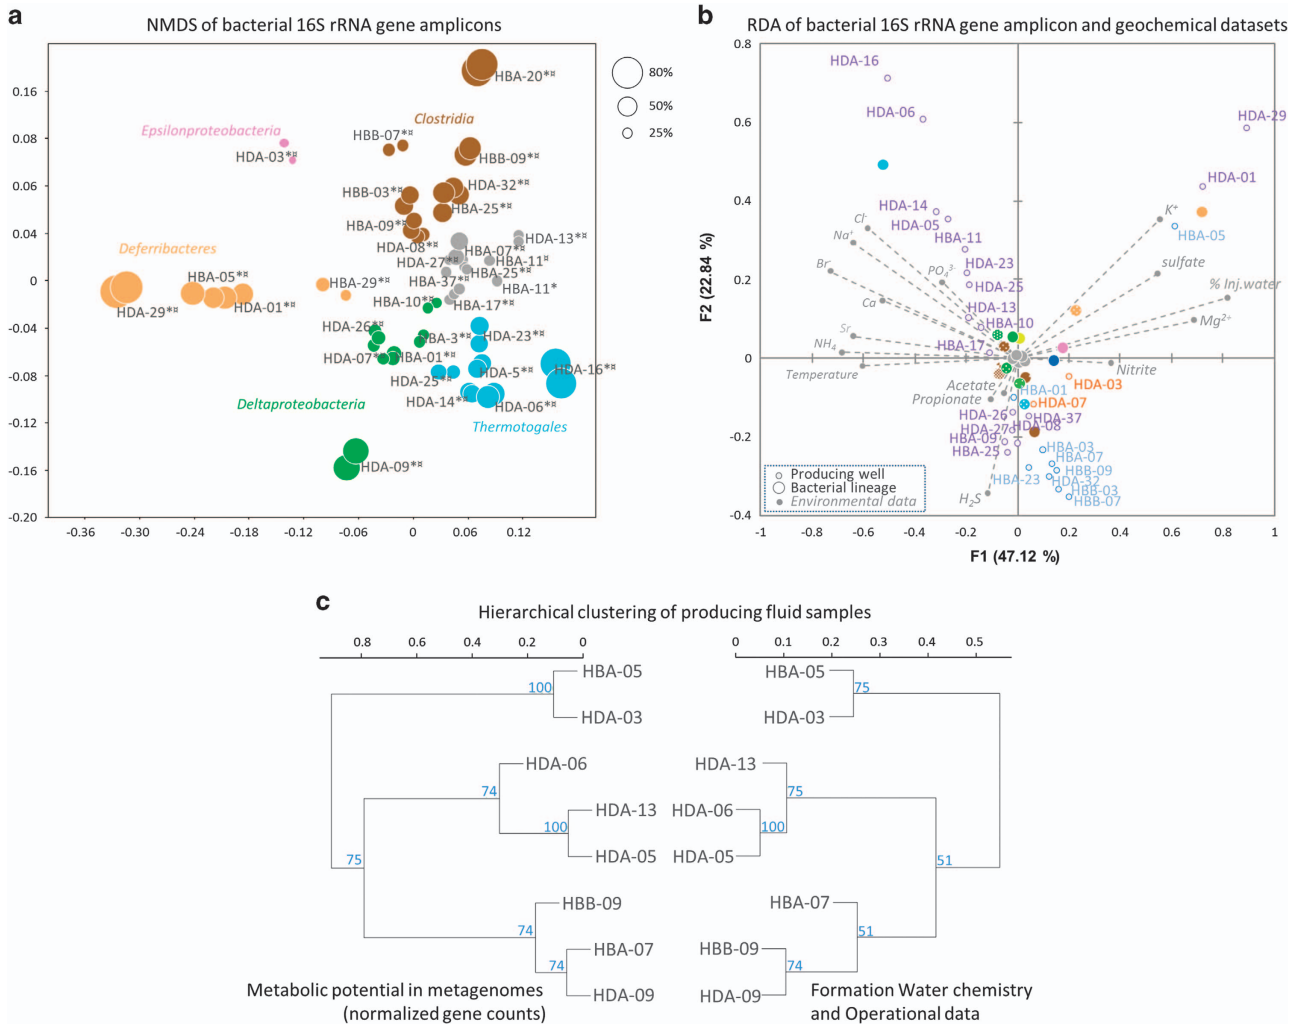 a
NMDS of bacterial 16S rRNA gene amplicons
0.16
0.08
0.06
0.04
0
-0.04
-0.08
-0.12
-0.16
-0.20
-0.36
-0.30
-0.24
-0.18
-0.12
-0.06
0
0.06
0.12
80%
50%
25%
HBA-20*¤
Clostridia
Epsilonproteobacteria
HDA-03*¤
HBB-07*¤
HBB-09*¤
HDA-32*¤
HBB-03*¤
HBA-25*¤
HBA-09*¤
HDA-08*¤
HBA-07*¤
HDA-13*¤
HDA-27*¤
HBA-11¤
HBA-25*¤
HBA-37*¤
HBA-11*
HBA-17*¤
Deferribacteres
HBA-05*¤
HDA-29*¤
HDA-01*¤
HBA-29*¤
HBA-10*¤
HDA-26*¤
HBA-3*¤
HDA-23*¤
HDA-07*¤
HBA-01*¤
HDA-25*¤
HDA-5*¤
HDA-16*¤
HDA-14*¤
HDA-06*¤
Thermotogales
Deltaproteobacteria
HDA-09*¤
b
RDA of bacterial 16S rRNA gene amplicon and geochemical datasets
F2 (22.84 %)
0.8
0.6
0.4
0.2
0
-0.2
-0.4
-1
-0.8
-0.6
-0.4
-0.2
0
0.2
0.4
0.6
0.8
1
F1 (47.12 %)
HDA-16
HDA-06
HDA-29
HDA-01
HDA-14
K⁺
Cl⁻
HDA-05
HBA-05
Na⁺
HBA-11
Br⁻
PO₄³⁻
HDA-23
sulfate
HDA-25
% Inj.water
Ca
HDA-13
Mg²⁺
HBA-10
Sr
NH₄
HBA-17
Temperature
Nitrite
Acetate
HBA-01
HDA-03
Propionate
HDA-07
HDA-26
HDA-37
HDA-27
HDA-08
HBA-09
HBA-03
HBA-25
HBA-07
HBB-09
HBA-23
HDA-32
HBB-03
H₂S
HBB-07
Producing well
Bacterial lineage
Environmental data
c
Hierarchical clustering of producing fluid samples
0.8 0.6 0.4 0.2 0
0 0.1 0.2 0.3 0.4 0.5
HBA-05
100
HDA-03
HDA-06
74
HDA-13
100
HDA-05
75
HBB-09
74
HBA-07
74
HDA-09
Metabolic potential in metagenomes
(normalized gene counts)
HBA-05
75
HDA-03
HDA-13
75
HDA-06
100
HDA-05
51
HBA-07
51
HBB-09
74
HDA-09
Formation Water chemistry
and Operational data